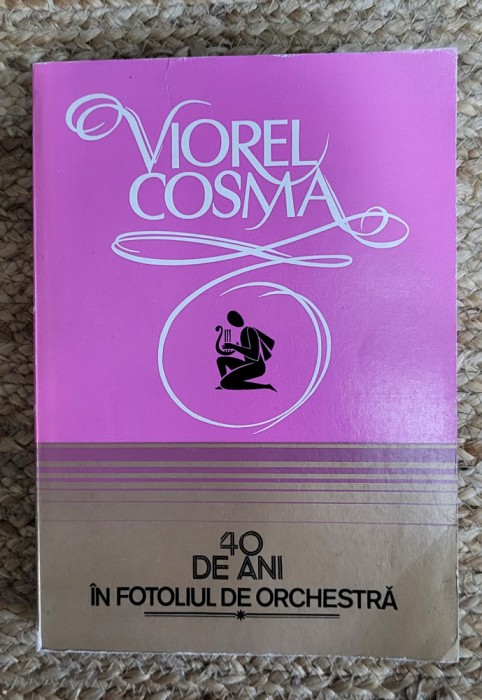 VIOREL
COSMA
40
DE ANI
ÎN FOTOLIUL DE ORCHESTRĂ
*